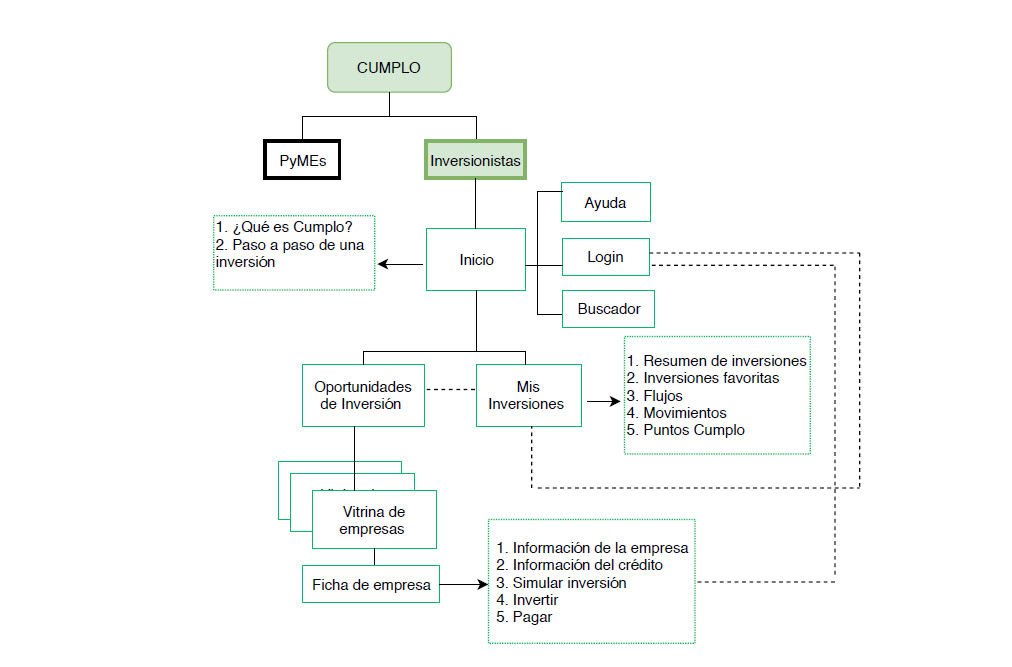 CUMPLO
PyMEs
Inversionistas
Ayuda
1. ¿Qué es Cumplo?
2. Paso a paso de una
inversión
Inicio
Login
Buscador
Oportunidades
de Inversión
Mis
Inversiones
1. Resumen de inversiones
2. Inversiones favoritas
3. Flujos
4. Movimientos
5. Puntos Cumplo
Vitrina de
empresas
Ficha de empresa
1. Información de la empresa
2. Información del crédito
3. Simular inversión
4. Invertir
5. Pagar